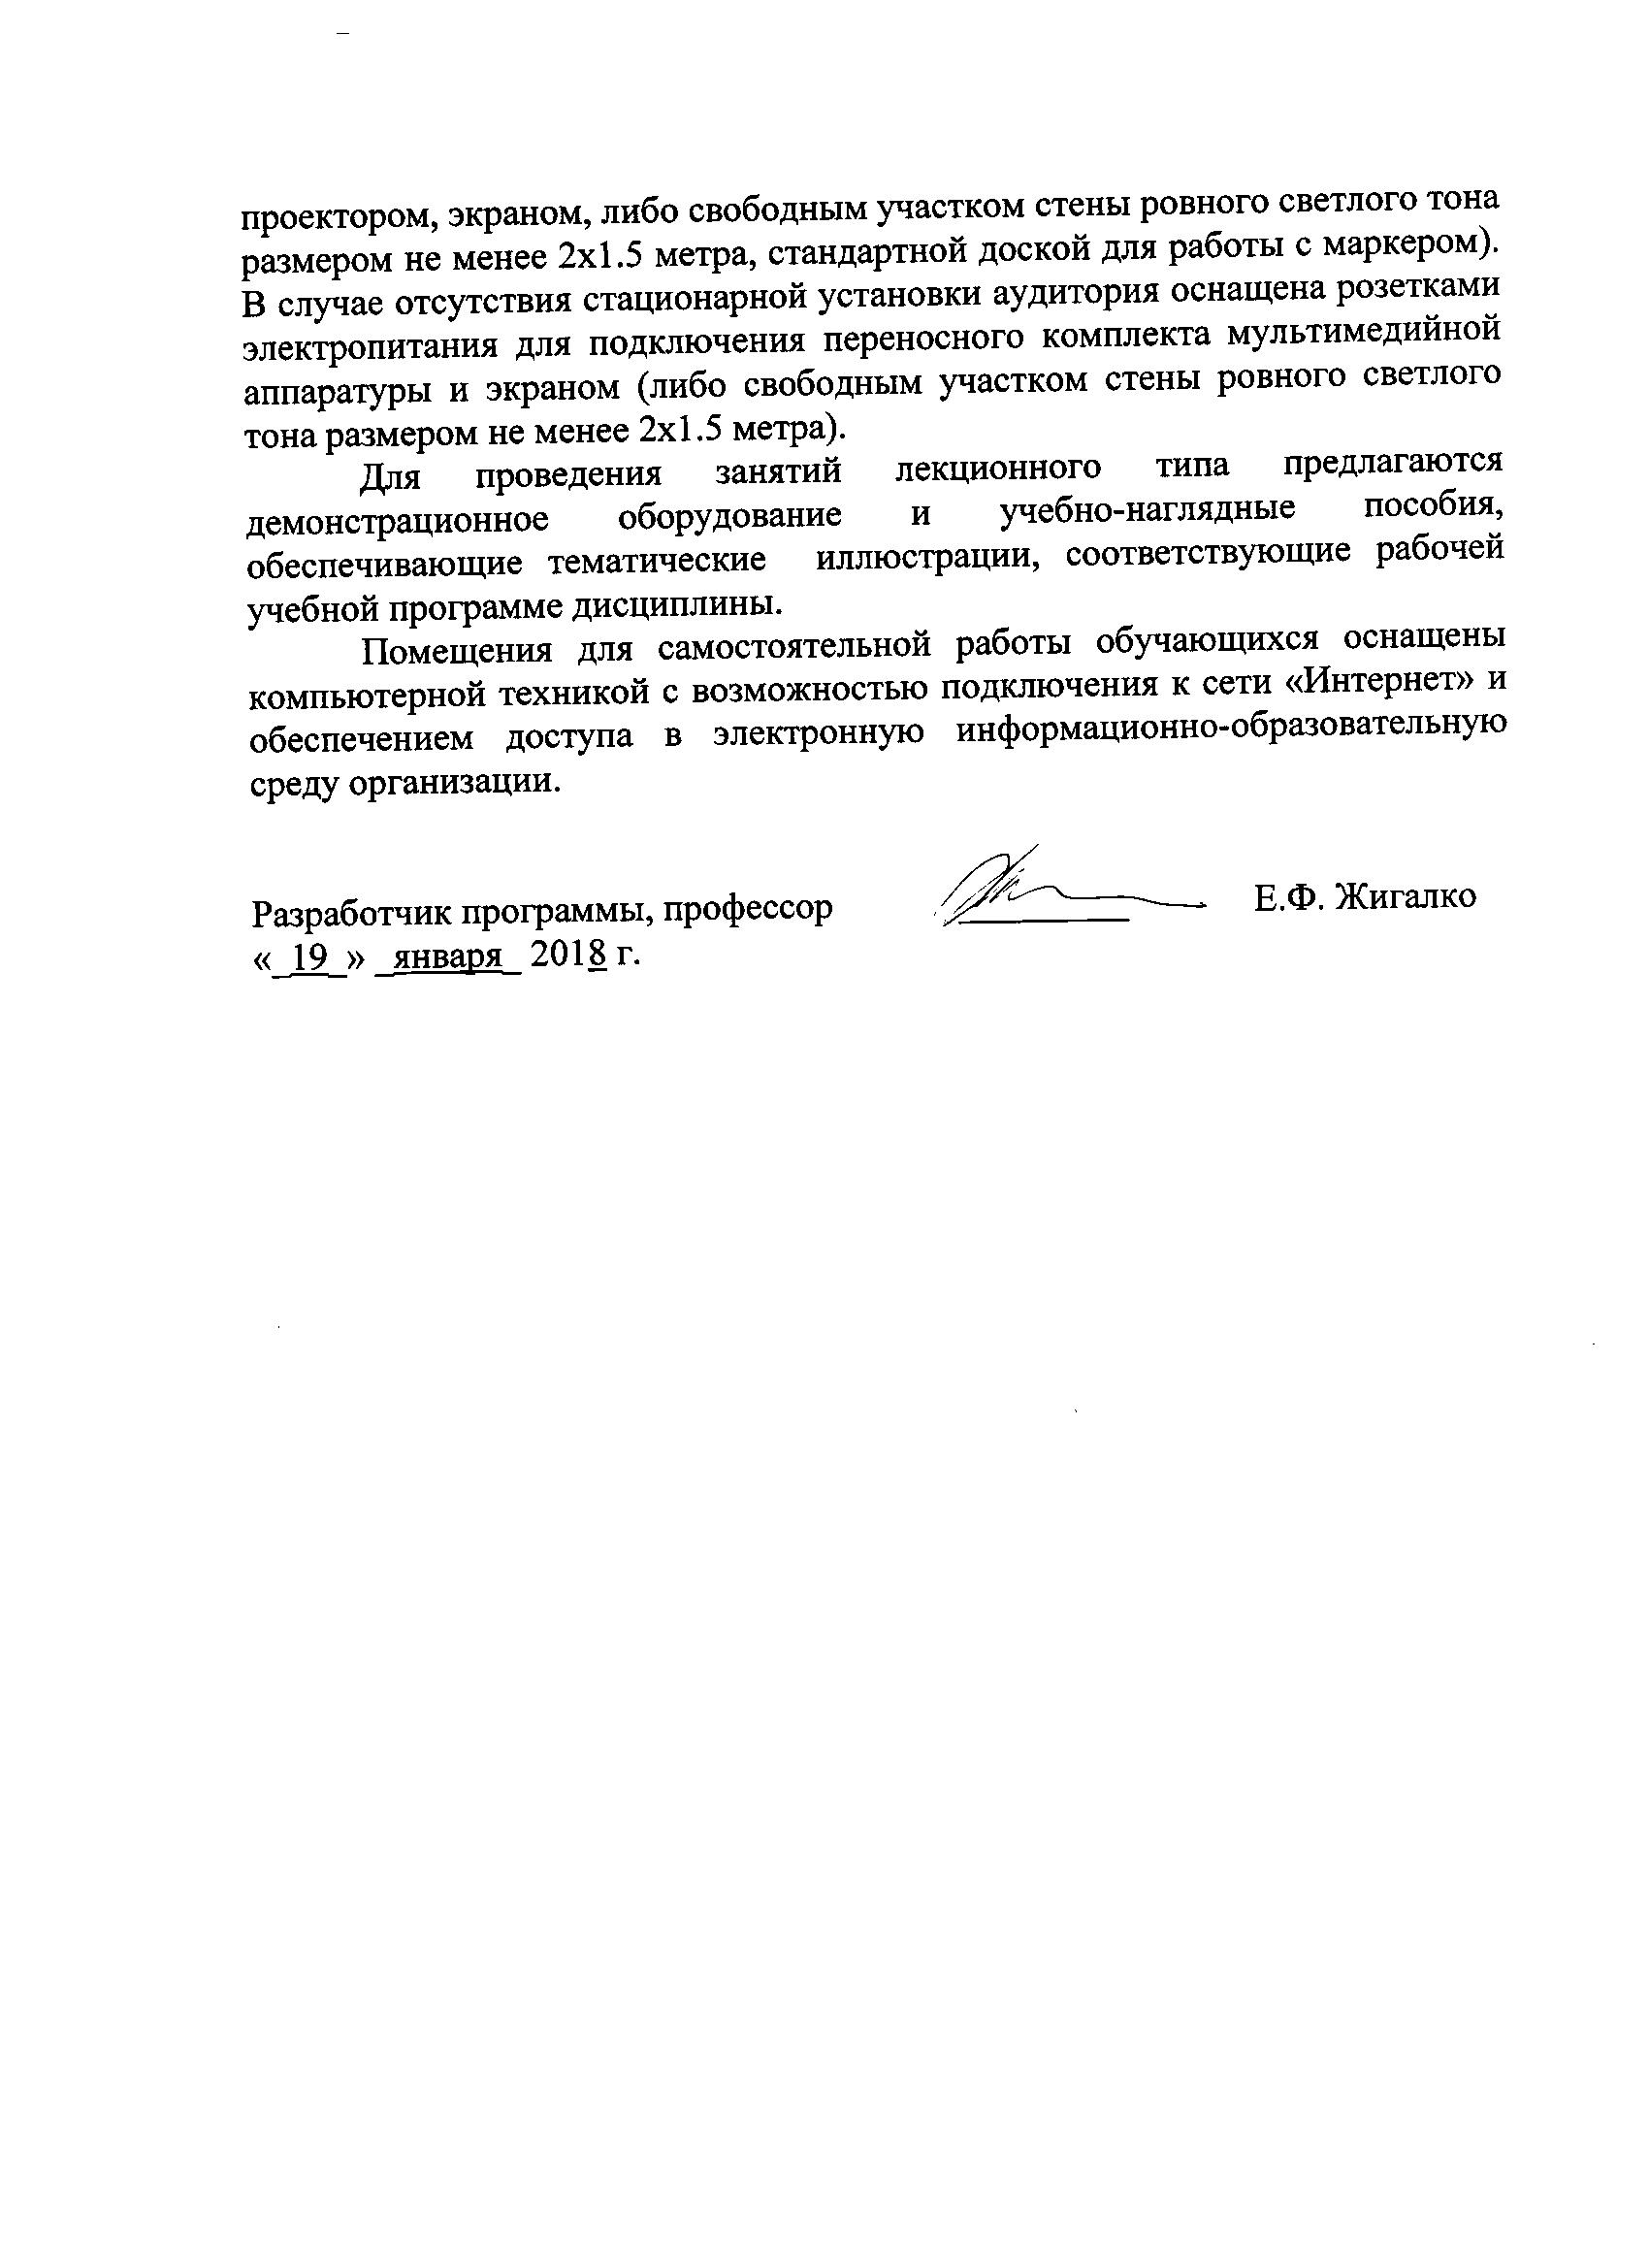 проектором, экраном, либо свободным участком стены ровного светлого тона
размером не менее 2х1.5 метра, стандартной доской для работы с маркером).
В случае отсутствия стационарной установки аудитория оснащена розетками
электропитания для подключения переносного комплекта мультимедийной
аппаратуры и экраном (либо свободным участком стены ровного светлого
тона размером не менее 2х1.5 метра).
Для проведения занятий лекционного типа предлагаются
демонстрационное оборудование и учебно-наглядные пособия,
обеспечивающие тематические иллюстрации, соответствующие рабочей
учебной программе дисциплины.
Помещения для самостоятельной работы обучающихся оснащены
компьютерной техникой с возможностью подключения к сети «Интернет» и
обеспечением доступа в электронную информационно-образовательную
среду организации.
Разработчик программы, профессор Е.Ф. Жигалко
«_19_» _января_ 2018 г.